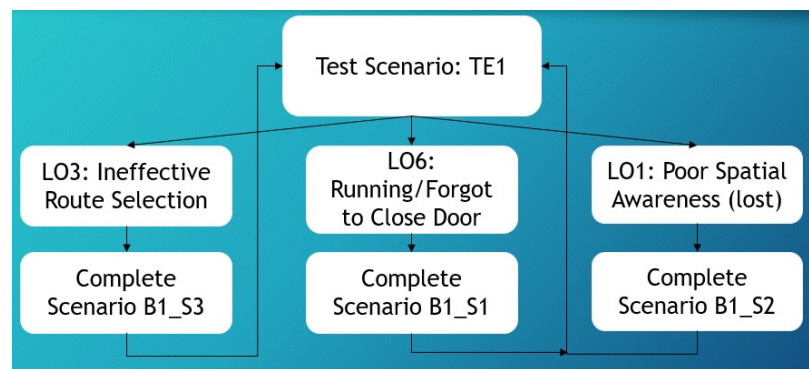 Test Scenario: TE1
LO3: Ineffective
Route Selection
LO6:
Running/Forgot
to Close Door
LO1: Poor Spatial
Awareness (lost)
Complete
Scenario B1_S3
Complete
Scenario B1_S1
Complete
Scenario B1_S2